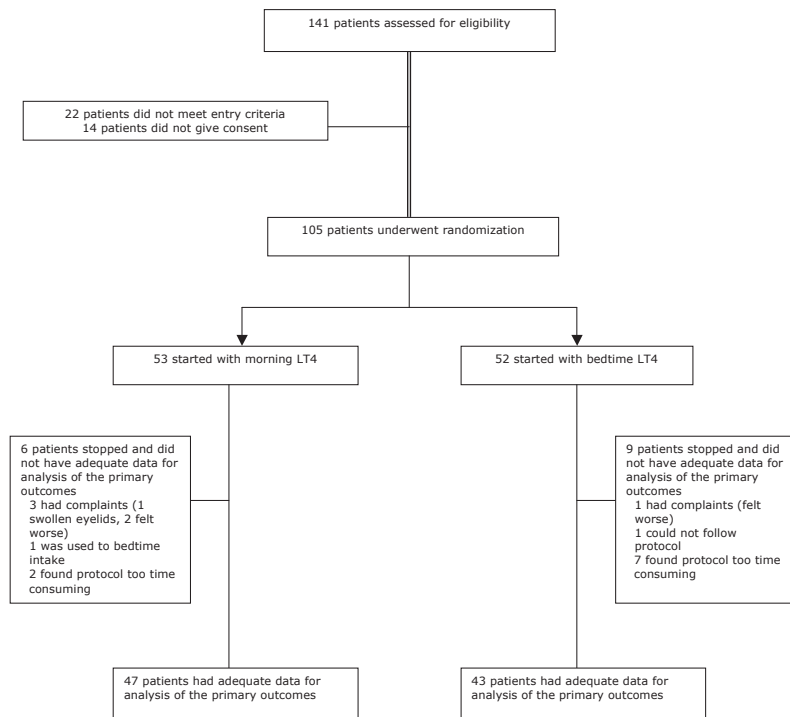 141 patients assessed for eligibility
22 patients did not meet entry criteria
14 patients did not give consent
105 patients underwent randomization
53 started with morning LT4
52 started with bedtime LT4
6 patients stopped and did
not have adequate data for
analysis of the primary
outcomes
3 had complaints (1
swollen eyelids, 2 felt
worse)
1 was used to bedtime
intake
2 found protocol too time
consuming
9 patients stopped and did
not have adequate data for
analysis of the primary
outcomes
1 had complaints (felt
worse)
1 could not follow
protocol
7 found protocol too time
consuming
47 patients had adequate data for
analysis of the primary outcomes
43 patients had adequate data for
analysis of the primary outcomes